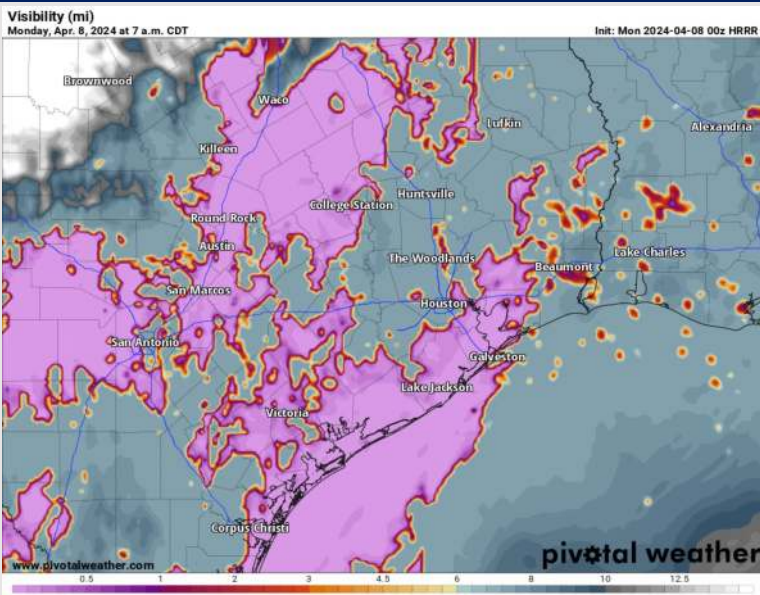 Visibility (mi)
Monday, Apr. 8, 2024 at 7 a.m. CDT
Init: Mon 2024-04-08 00z HRRR
Brownwood
Waco
Lufkin
Alexandria
Killeen
Huntsville
College Station
Round Rock
Austin
Lake Charles
The Woodlands
Beaumont
San Marcos
Houston
San Antonio
Galveston
Lake Jackson
Victoria
Corpus Christi
www.pivotalweather.com
pivotal weather
0.5 1 2 3 4.5 6 8 10 12.5